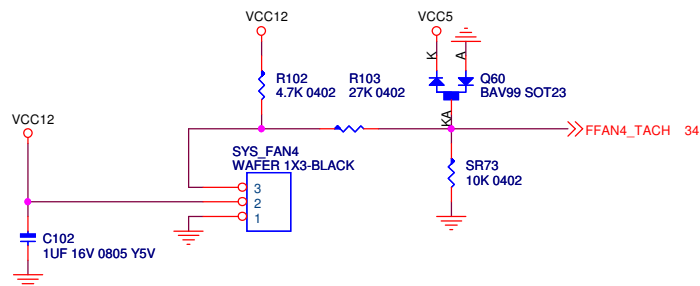 VCC12
VCC5
K
A
R102
4.7K 0402
R103
27K 0402
Q60
BAV99 SOT23
VCC12
KA
FFAN4_TACH 34
SYS_FAN4
WAFER 1X3-BLACK
SR73
10K 0402
3
2
1
C102
1UF 16V 0805 Y5V